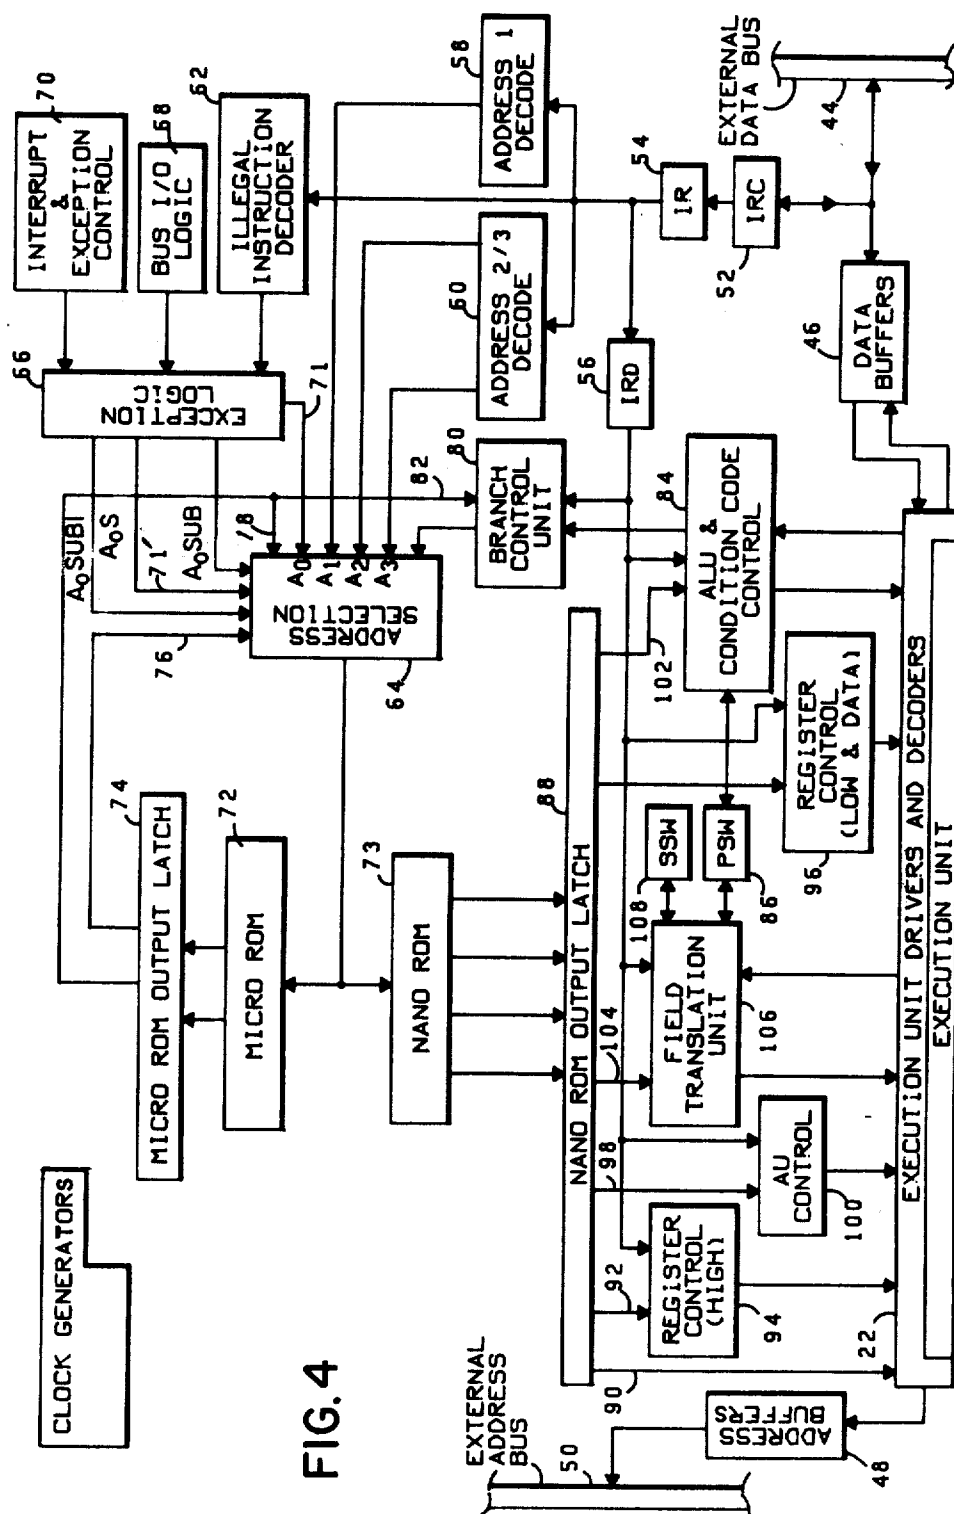 CLOCK GENERATORS
FIG. 4
MICRO ROM OUTPUT LATCH
74
MICRO ROM
72
NANO ROM
73
76
A₀SUBI
A₀S
71'
A₀SUB
78
82
EXCEPTION
LOGIC
66
71
INTERRUPT
&
EXCEPTION
CONTROL
70
BUS I/O
LOGIC
68
ILLEGAL
INSTRUCTION
DECODER
62
ADDRESS
SELECTION
64
A₀
A₁
A₂
A₃
ADDRESS 1
DECODE
58
ADDRESS 2/3
DECODE
60
BRANCH
CONTROL
UNIT
80
IRD
56
IR
54
IRC
52
EXTERNAL
DATA BUS
44
DATA
BUFFERS
46
NANO ROM OUTPUT LATCH
88
EXTERNAL
ADDRESS
BUS
50
ADDRESS
BUFFERS
48
90
92
REGISTER
CONTROL
(HIGH)
94
98
AU
CONTROL
100
104
FIELD
TRANSLATION
UNIT
106
SSW
108
PSW
86
REGISTER
CONTROL
(LOW & DATA)
96
102
ALU &
CONDITION CODE
CONTROL
84
EXECUTION UNIT DRIVERS AND DECODERS
EXECUTION UNIT
22